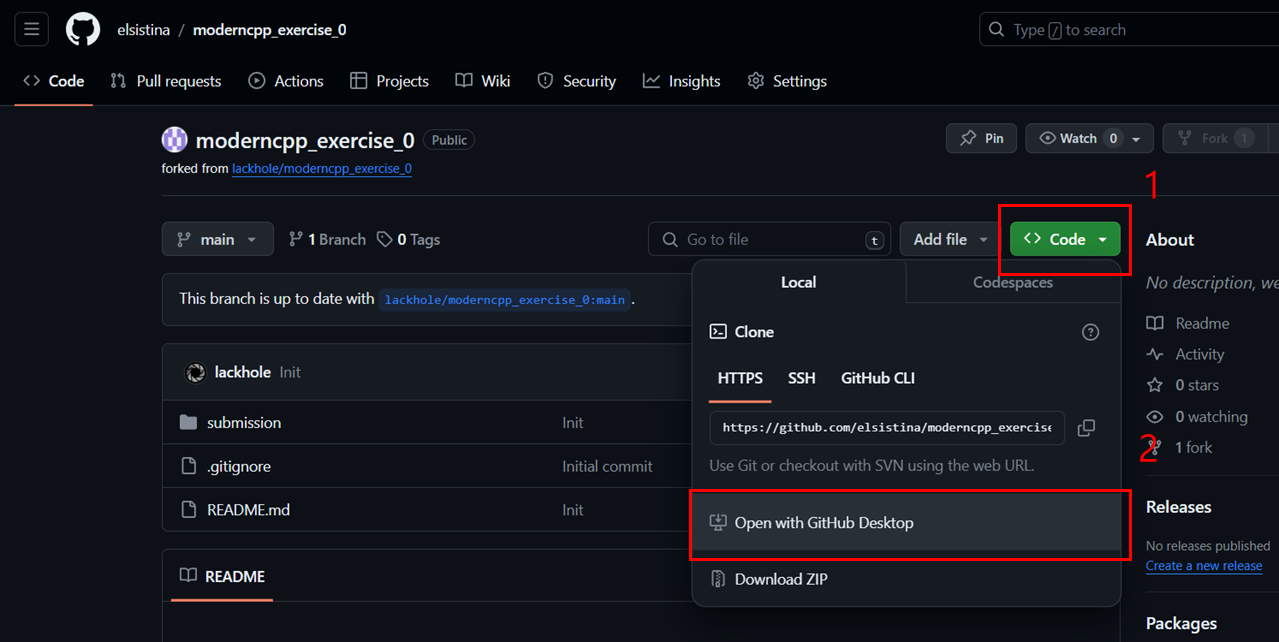 elsistina / moderncpp_exercise_0
Type / to search
Code Pull requests Actions Projects Wiki Security Insights Settings
moderncpp_exercise_0 Public
Pin Watch 0 Fork 1
forked from lackhole/moderncpp_exercise_0
1
main 1 Branch 0 Tags
Go to file t
Add file
Code
This branch is up to date with lackhole/moderncpp_exercise_0:main .
lackhole Init
submission Init
.gitignore Initial commit
README.md Init
README
Local Codespaces
Clone
HTTPS SSH GitHub CLI
https://github.com/elsistina/moderncpp_exercise
Use Git or checkout with SVN using the web URL.
2
Open with GitHub Desktop
Download ZIP
About
No description, we
Readme
Activity
0 stars
0 watching
1 fork
Releases
No releases published
Create a new release
Packages